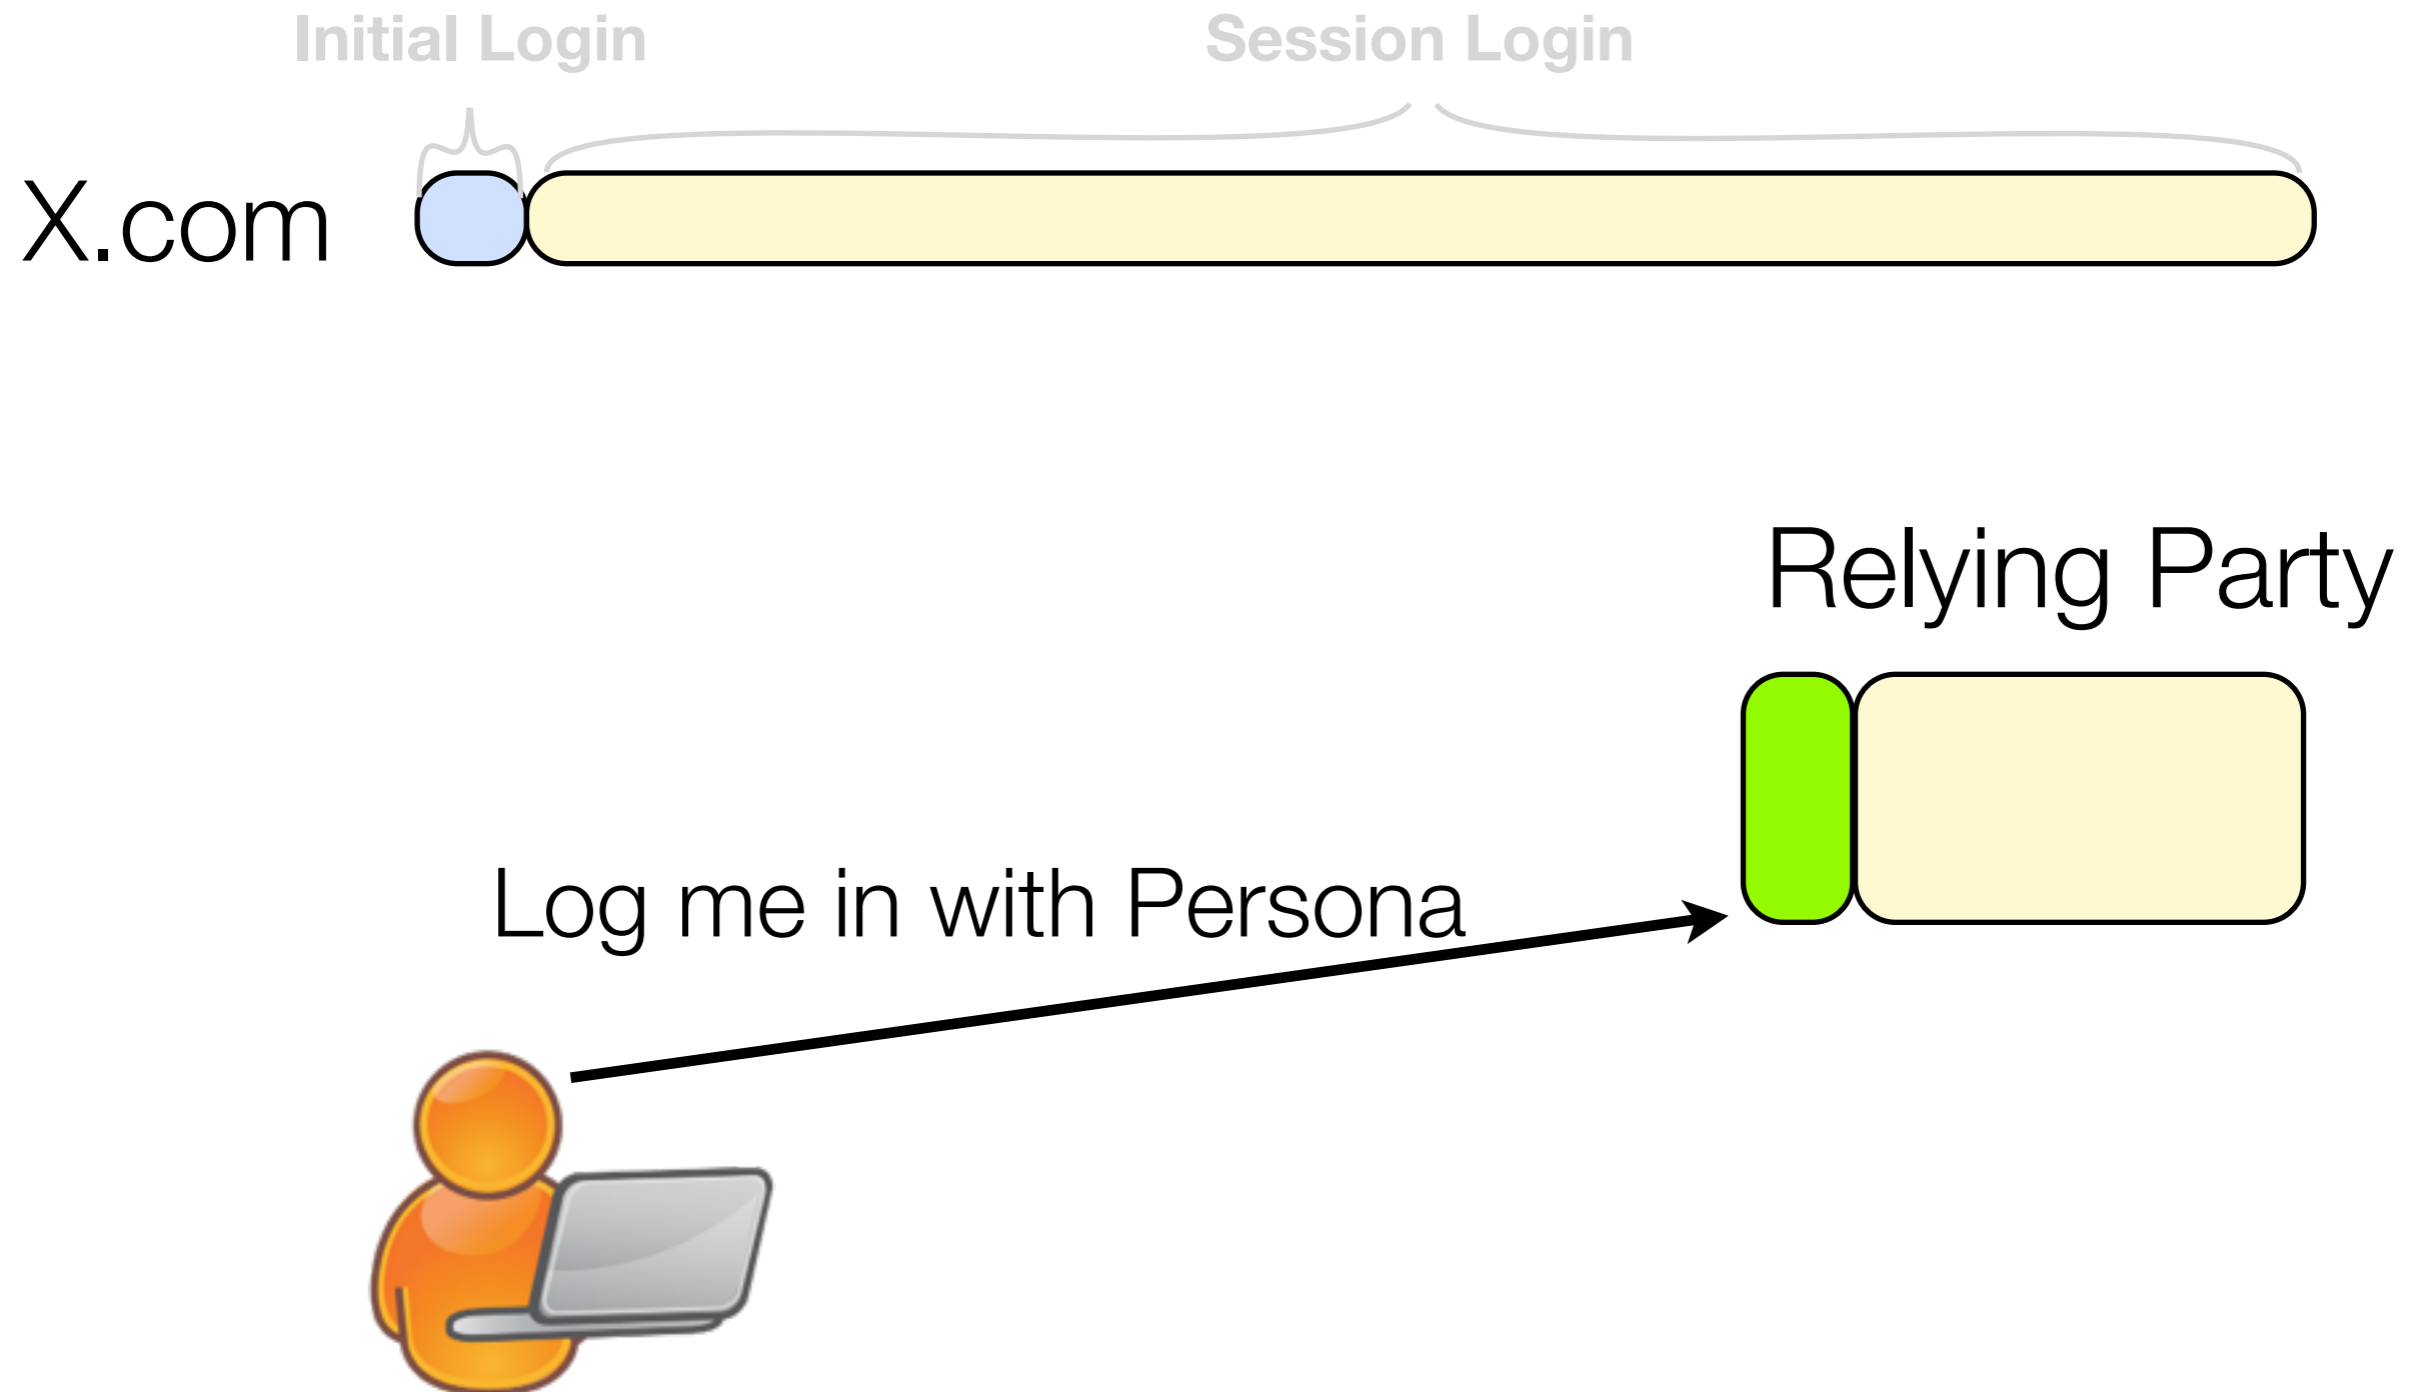 Initial Login
Session Login
X.com
Relying Party
Log me in with Persona